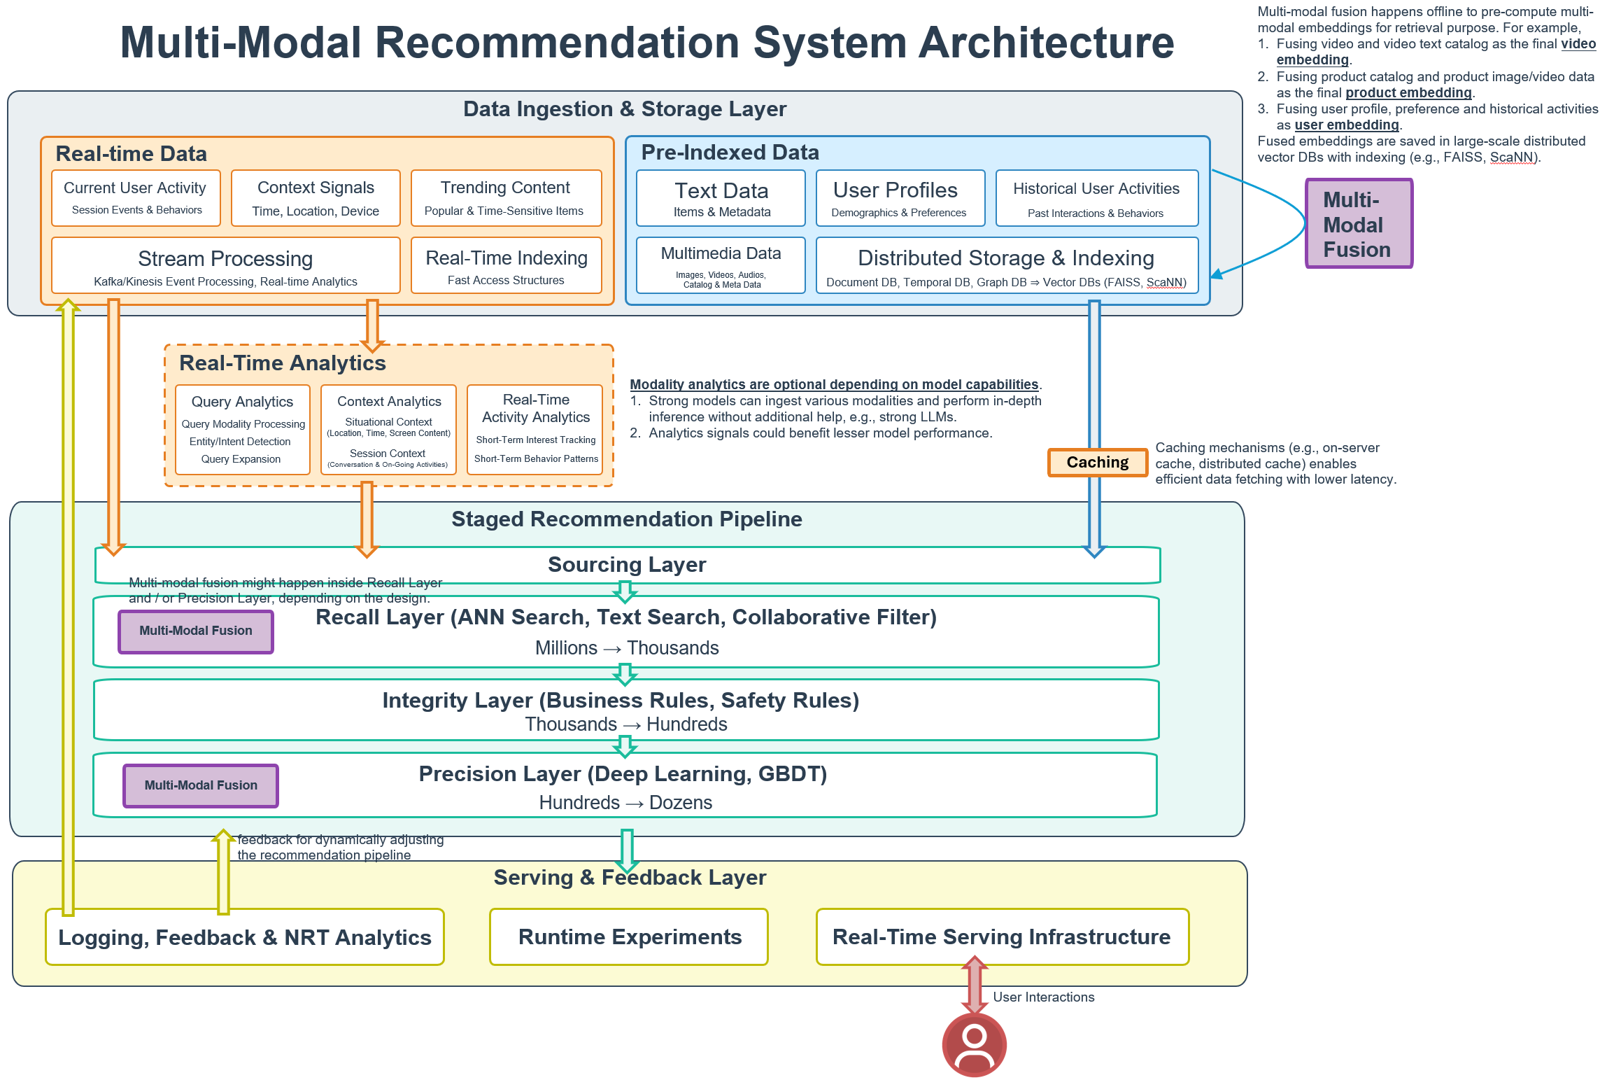 Multi-Modal Recommendation System Architecture
Multi-modal fusion happens offline to pre-compute multi-
modal embeddings for retrieval purpose. For example,
1. Fusing video and video text catalog as the final video
embedding.
2. Fusing product catalog and product image/video data
as the final product embedding.
3. Fusing user profile, preference and historical activities
as user embedding.
Fused embeddings are saved in large-scale distributed
vector DBs with indexing (e.g., FAISS, ScaNN).
Multi-
Modal
Fusion
Data Ingestion & Storage Layer
Real-time Data
Current User Activity
Session Events & Behaviors
Context Signals
Time, Location, Device
Trending Content
Popular & Time-Sensitive Items
Stream Processing
Kafka/Kinesis Event Processing, Real-time Analytics
Real-Time Indexing
Fast Access Structures
Pre-Indexed Data
Text Data
Items & Metadata
User Profiles
Demographics & Preferences
Historical User Activities
Past Interactions & Behaviors
Multimedia Data
Images, Videos, Audios,
Catalog & Meta Data
Distributed Storage & Indexing
Document DB, Temporal DB, Graph DB ⇒ Vector DBs (FAISS, ScaNN)
Real-Time Analytics
Query Analytics
Query Modality Processing
Entity/Intent Detection
Query Expansion
Context Analytics
Situational Context
(Location, Time, Screen Content)
Session Context
(Conversation & On-Going Activities)
Real-Time
Activity Analytics
Short-Term Interest Tracking
Short-Term Behavior Patterns
Modality analytics are optional depending on model capabilities.
1. Strong models can ingest various modalities and perform in-depth
inference without additional help, e.g., strong LLMs.
2. Analytics signals could benefit lesser model performance.
Caching
Caching mechanisms (e.g., on-server
cache, distributed cache) enables
efficient data fetching with lower latency.
Staged Recommendation Pipeline
Sourcing Layer
Multi-modal fusion might happen inside Recall Layer
and / or Precision Layer, depending on the design.
Multi-Modal Fusion
Recall Layer (ANN Search, Text Search, Collaborative Filter)
Millions → Thousands
Integrity Layer (Business Rules, Safety Rules)
Thousands → Hundreds
Multi-Modal Fusion
Precision Layer (Deep Learning, GBDT)
Hundreds → Dozens
feedback for dynamically adjusting
the recommendation pipeline
Serving & Feedback Layer
Logging, Feedback & NRT Analytics
Runtime Experiments
Real-Time Serving Infrastructure
User Interactions